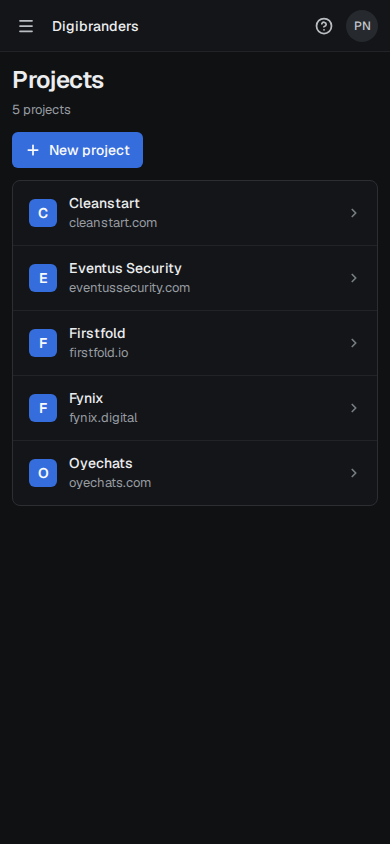 Digibranders
PN
Projects
5 projects
New project
C
Cleanstart
cleanstart.com
E
Eventus Security
eventussecurity.com
F
Firstfold
firstfold.io
F
Fynix
fynix.digital
O
Oyechats
oyechats.com